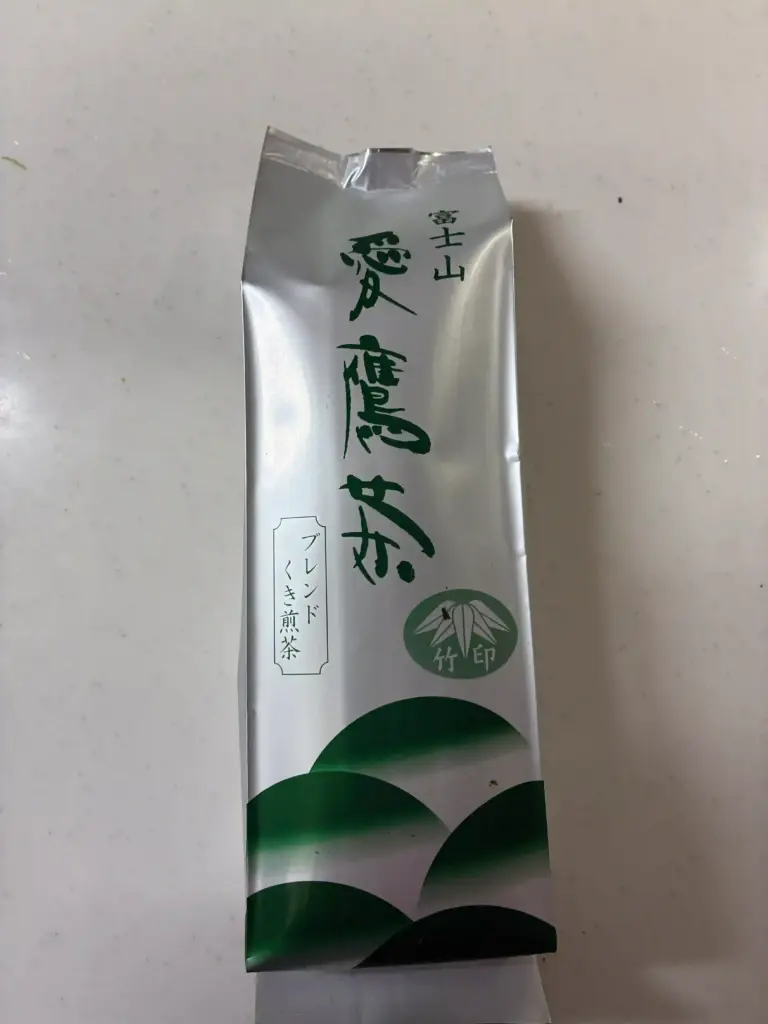 富士山
愛鷹茶
ブレンド
くき煎茶
竹印